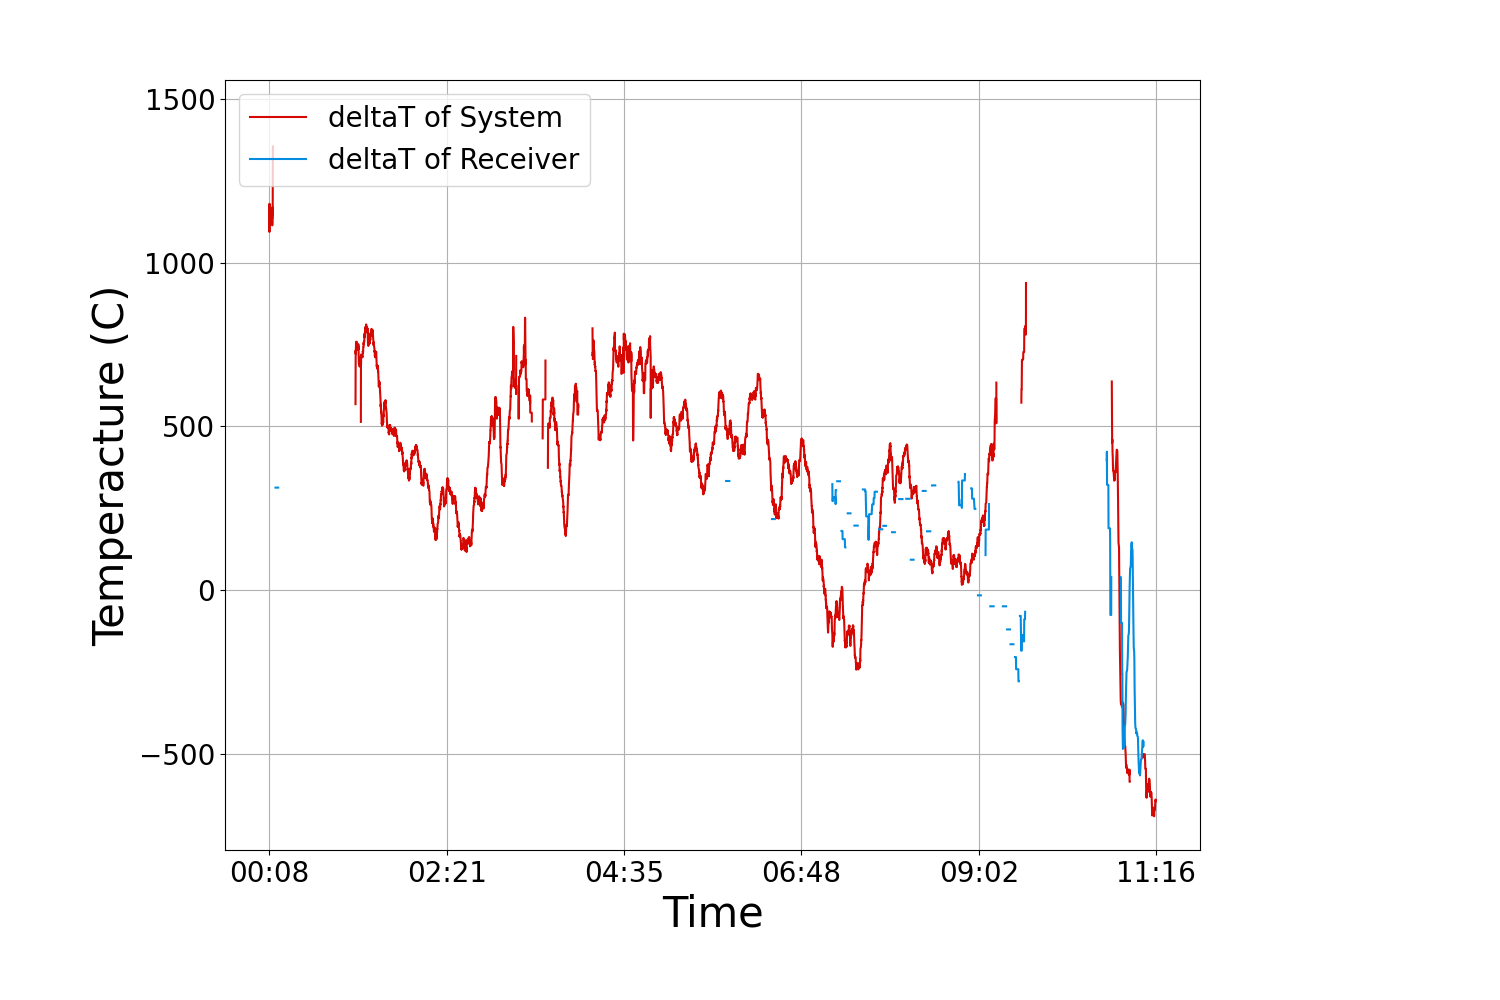 deltaT of System
deltaT of Receiver
1500
1000
500
0
−500
Temperacture (C)
00:08 02:21 04:35 06:48 09:02 11:16
Time